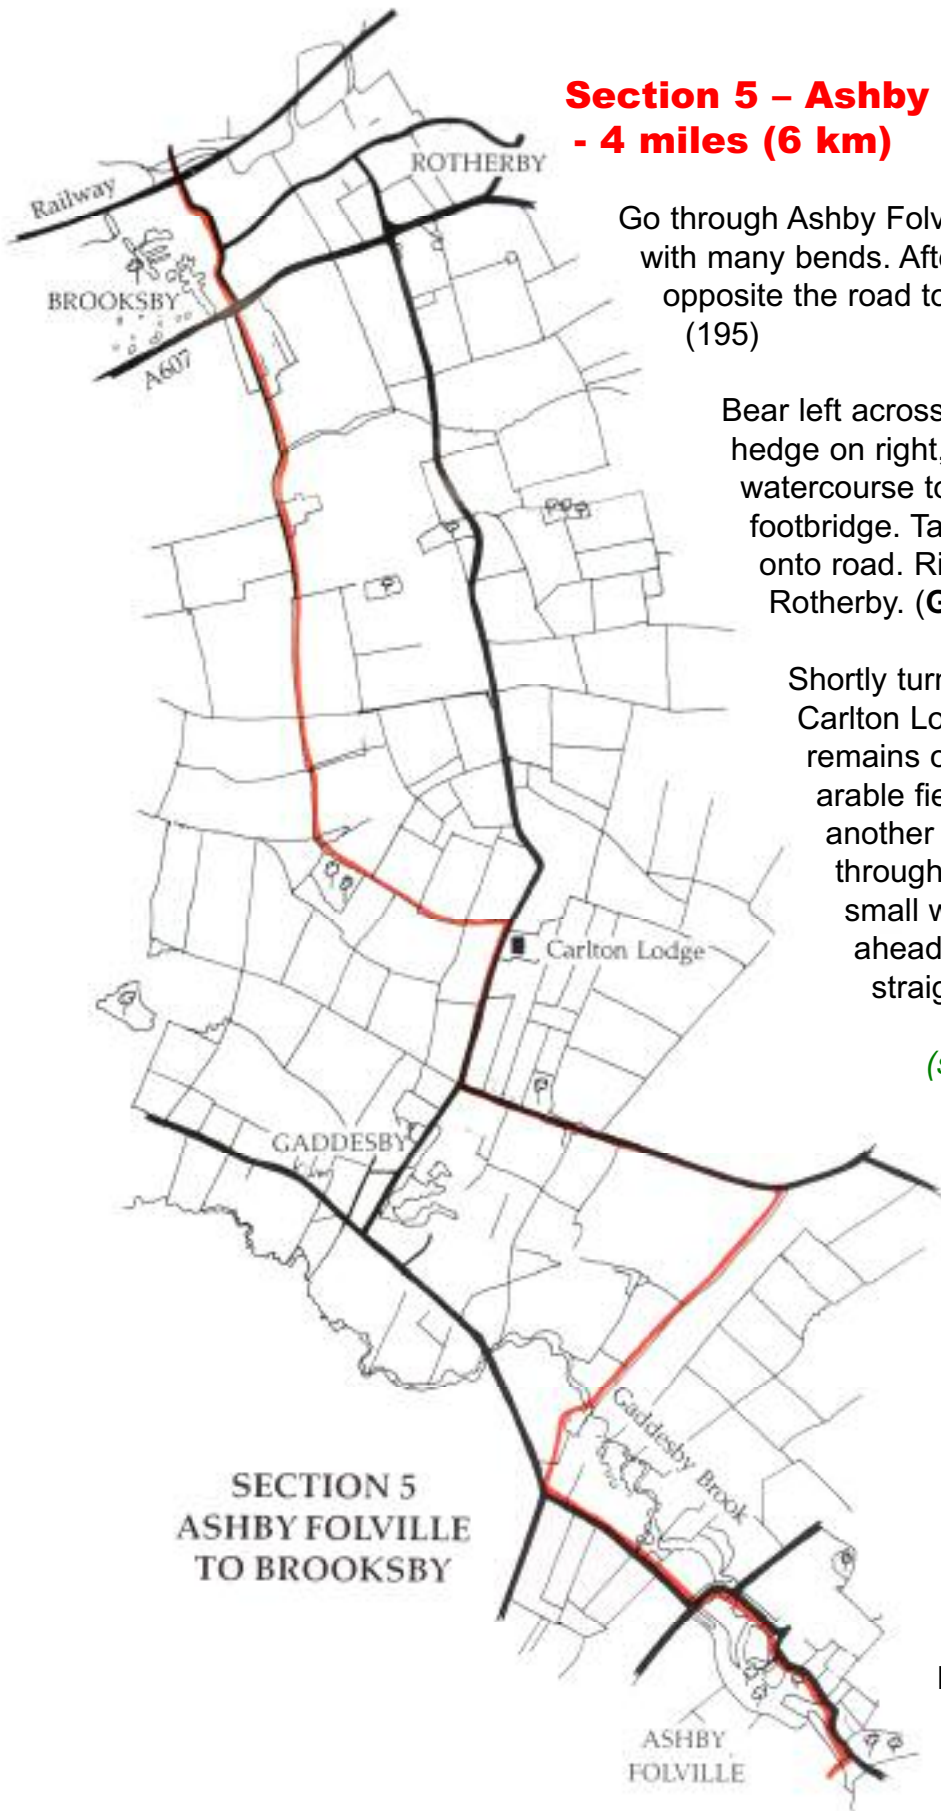 Section 5 – Ashby
- 4 miles (6 km)
Go through Ashby Folv
with many bends. Afte
opposite the road to
(195)
Bear left across
hedge on right,
watercourse to
footbridge. Ta
onto road. Ri
Rotherby. (G
Shortly turn
Carlton Lo
remains o
arable fie
another
through
small w
ahead
straig
(s
ROTHERBY
Railway
BROOKSBY
A607
Carlton Lodge
GADDESBY
Gaddesby Brook
SECTION 5
ASHBY FOLVILLE
TO BROOKSBY
ASHBY
FOLVILLE